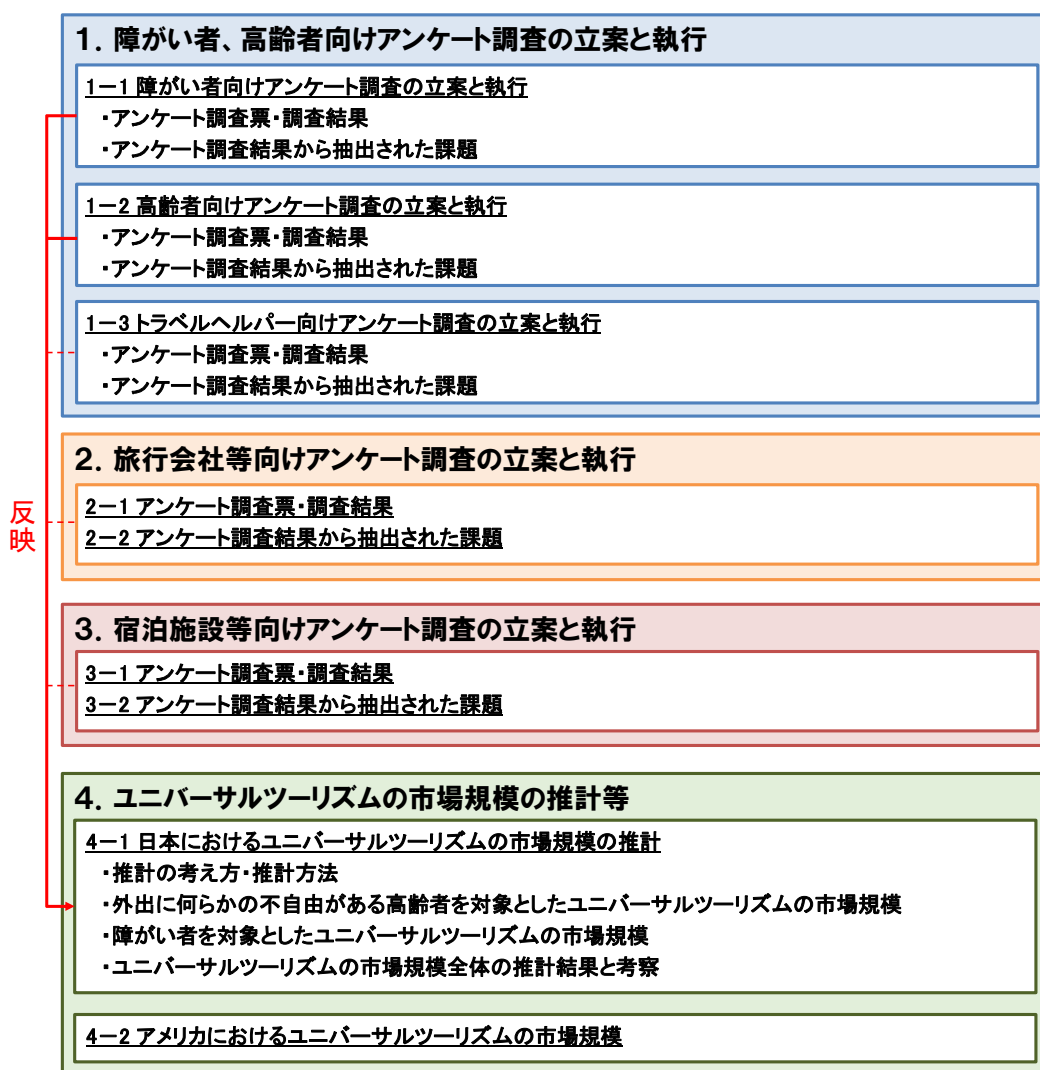 1. 障がい者、高齢者向けアンケート調査の立案と執行
1－1 障がい者向けアンケート調査の立案と執行
・アンケート調査票・調査結果
・アンケート調査結果から抽出された課題
1－2 高齢者向けアンケート調査の立案と執行
・アンケート調査票・調査結果
・アンケート調査結果から抽出された課題
1－3 トラベルヘルパー向けアンケート調査の立案と執行
・アンケート調査票・調査結果
・アンケート調査結果から抽出された課題
2. 旅行会社等向けアンケート調査の立案と執行
2－1 アンケート調査票・調査結果
2－2 アンケート調査結果から抽出された課題
反映
3. 宿泊施設等向けアンケート調査の立案と執行
3－1 アンケート調査票・調査結果
3－2 アンケート調査結果から抽出された課題
4. ユニバーサルツーリズムの市場規模の推計等
4－1 日本におけるユニバーサルツーリズムの市場規模の推計
・推計の考え方・推計方法
・外出に何らかの不自由がある高齢者を対象としたユニバーサルツーリズムの市場規模
・障がい者を対象としたユニバーサルツーリズムの市場規模
・ユニバーサルツーリズムの市場規模全体の推計結果と考察
4－2 アメリカにおけるユニバーサルツーリズムの市場規模